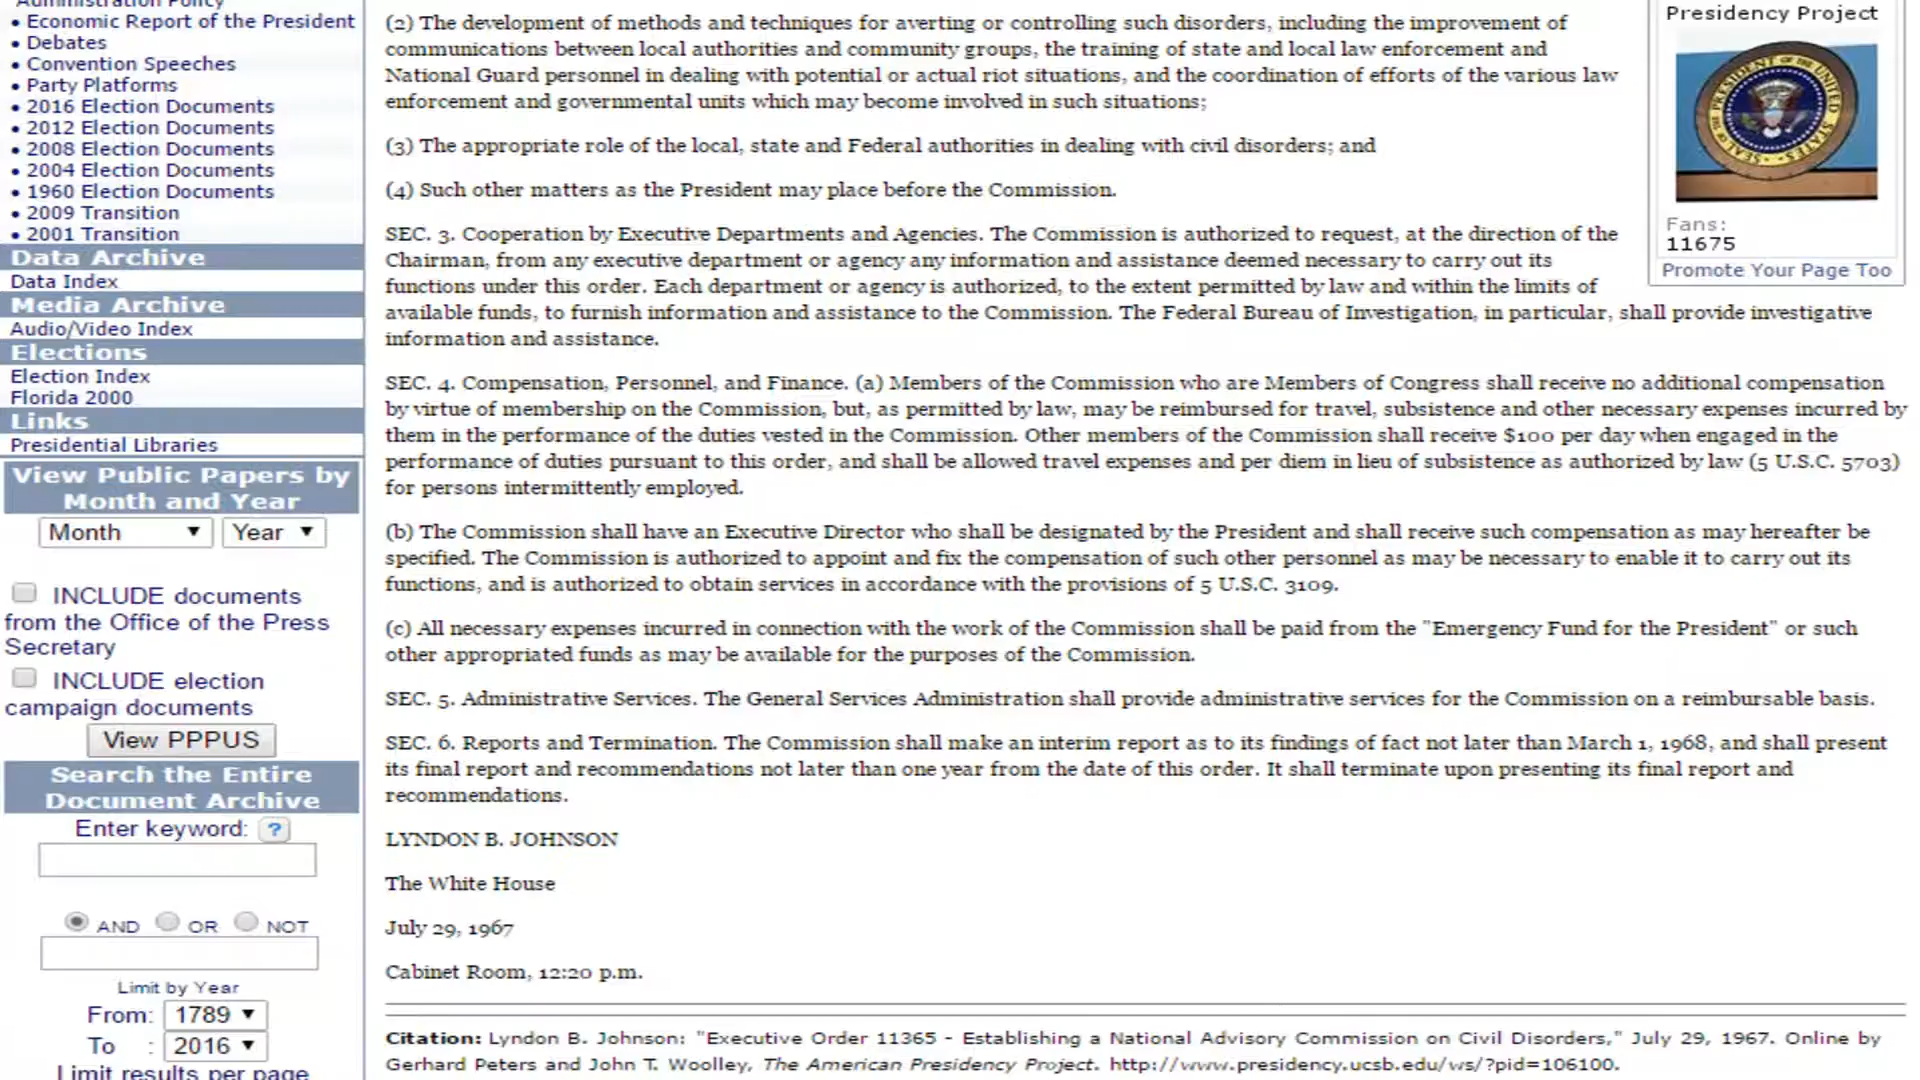 Administration Policy
• Economic Report of the President
• Debates
• Convention Speeches
• Party Platforms
• 2016 Election Documents
• 2012 Election Documents
• 2008 Election Documents
• 2004 Election Documents
• 1960 Election Documents
• 2009 Transition
• 2001 Transition
Data Archive
Data Index
Media Archive
Audio/Video Index
Elections
Election Index
Florida 2000
Links
Presidential Libraries
View Public Papers by
Month and Year
Month ▼ Year ▼
INCLUDE documents
from the Office of the Press
Secretary
INCLUDE election
campaign documents
View PPPUS
Search the Entire
Document Archive
Enter keyword: ?
AND OR NOT
Limit by Year
From: 1789 ▼
To : 2016 ▼
Limit results per page
(2) The development of methods and techniques for averting or controlling such disorders, including the improvement of
communications between local authorities and community groups, the training of state and local law enforcement and
National Guard personnel in dealing with potential or actual riot situations, and the coordination of efforts of the various law
enforcement and governmental units which may become involved in such situations;
(3) The appropriate role of the local, state and Federal authorities in dealing with civil disorders; and
(4) Such other matters as the President may place before the Commission.
SEC. 3. Cooperation by Executive Departments and Agencies. The Commission is authorized to request, at the direction of the
Chairman, from any executive department or agency any information and assistance deemed necessary to carry out its
functions under this order. Each department or agency is authorized, to the extent permitted by law and within the limits of
available funds, to furnish information and assistance to the Commission. The Federal Bureau of Investigation, in particular, shall provide investigative
information and assistance.
SEC. 4. Compensation, Personnel, and Finance. (a) Members of the Commission who are Members of Congress shall receive no additional compensation
by virtue of membership on the Commission, but, as permitted by law, may be reimbursed for travel, subsistence and other necessary expenses incurred by
them in the performance of the duties vested in the Commission. Other members of the Commission shall receive $100 per day when engaged in the
performance of duties pursuant to this order, and shall be allowed travel expenses and per diem in lieu of subsistence as authorized by law (5 U.S.C. 5703)
for persons intermittently employed.
(b) The Commission shall have an Executive Director who shall be designated by the President and shall receive such compensation as may hereafter be
specified. The Commission is authorized to appoint and fix the compensation of such other personnel as may be necessary to enable it to carry out its
functions, and is authorized to obtain services in accordance with the provisions of 5 U.S.C. 3109.
(c) All necessary expenses incurred in connection with the work of the Commission shall be paid from the "Emergency Fund for the President" or such
other appropriated funds as may be available for the purposes of the Commission.
SEC. 5. Administrative Services. The General Services Administration shall provide administrative services for the Commission on a reimbursable basis.
SEC. 6. Reports and Termination. The Commission shall make an interim report as to its findings of fact not later than March 1, 1968, and shall present
its final report and recommendations not later than one year from the date of this order. It shall terminate upon presenting its final report and
recommendations.
LYNDON B. JOHNSON
The White House
July 29, 1967
Cabinet Room, 12:20 p.m.
Citation: Lyndon B. Johnson: "Executive Order 11365 - Establishing a National Advisory Commission on Civil Disorders," July 29, 1967. Online by
Gerhard Peters and John T. Woolley, The American Presidency Project. http://www.presidency.ucsb.edu/ws/?pid=106100.
Presidency Project
SEAL OF THE PRESIDENT OF THE UNITED STATES
Fans:
11675
Promote Your Page Too